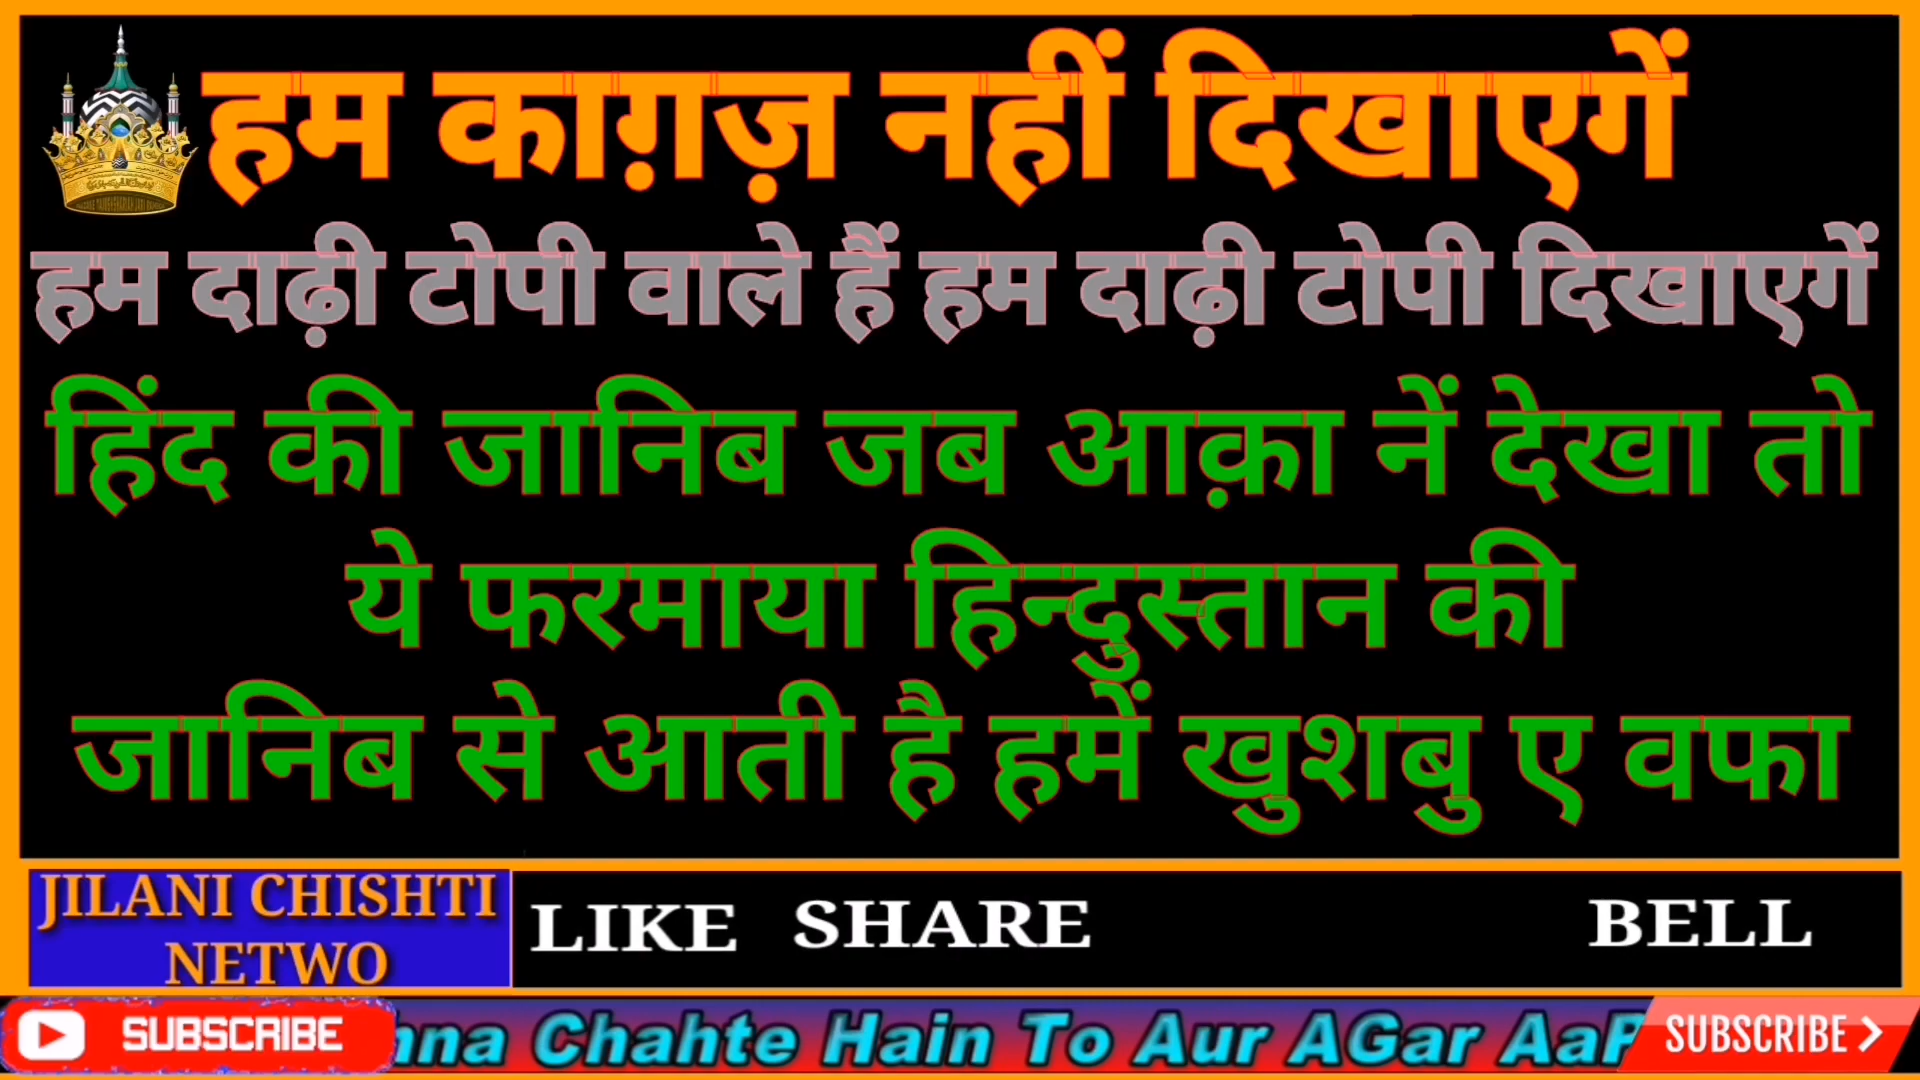 हम काग़ज़ नहीं दिखाएगें
हम दाढ़ी टोपी वाले हैं हम दाढ़ी टोपी दिखाएगें
हिंद की जानिब जब आक़ा नें देखा तो
ये फरमाया हिन्दुस्तान की
जानिब से आती है हमें खुशबु ए वफा
JILANI CHISHTI
NETWO
LIKE SHARE BELL
SUBSCRIBE
Chahte Hain To Aur AGar AaP
SUBSCRIBE